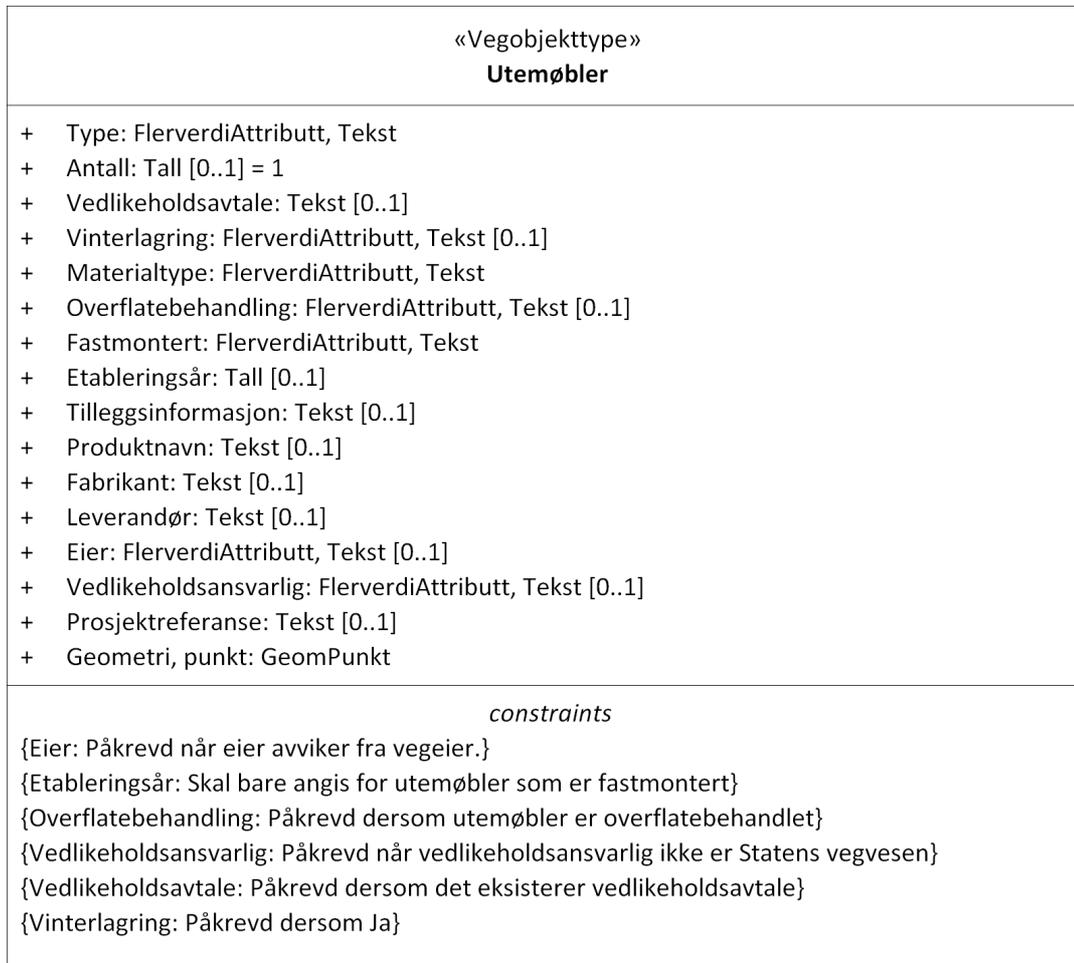 «Vegobjekttype»
Utemøbler
+ Type: FlerverdiAttributt, Tekst
+ Antall: Tall [0..1] = 1
+ Vedlikeholdsavtale: Tekst [0..1]
+ Vinterlagring: FlerverdiAttributt, Tekst [0..1]
+ Materialtype: FlerverdiAttributt, Tekst
+ Overflatebehandling: FlerverdiAttributt, Tekst [0..1]
+ Fastmontert: FlerverdiAttributt, Tekst
+ Etableringsår: Tall [0..1]
+ Tilleggsinformasjon: Tekst [0..1]
+ Produktnavn: Tekst [0..1]
+ Fabrikant: Tekst [0..1]
+ Leverandør: Tekst [0..1]
+ Eier: FlerverdiAttributt, Tekst [0..1]
+ Vedlikeholdsansvarlig: FlerverdiAttributt, Tekst [0..1]
+ Prosjektreferanse: Tekst [0..1]
+ Geometri, punkt: GeomPunkt
constraints
{Eier: Påkrevd når eier avviker fra vegeier.}
{Etableringsår: Skal bare angis for utemøbler som er fastmontert}
{Overflatebehandling: Påkrevd dersom utemøbler er overflatebehandlet}
{Vedlikeholdsansvarlig: Påkrevd når vedlikeholdsansvarlig ikke er Statens vegvesen}
{Vedlikeholdsavtale: Påkrevd dersom det eksisterer vedlikeholdsavtale}
{Vinterlagring: Påkrevd dersom Ja}